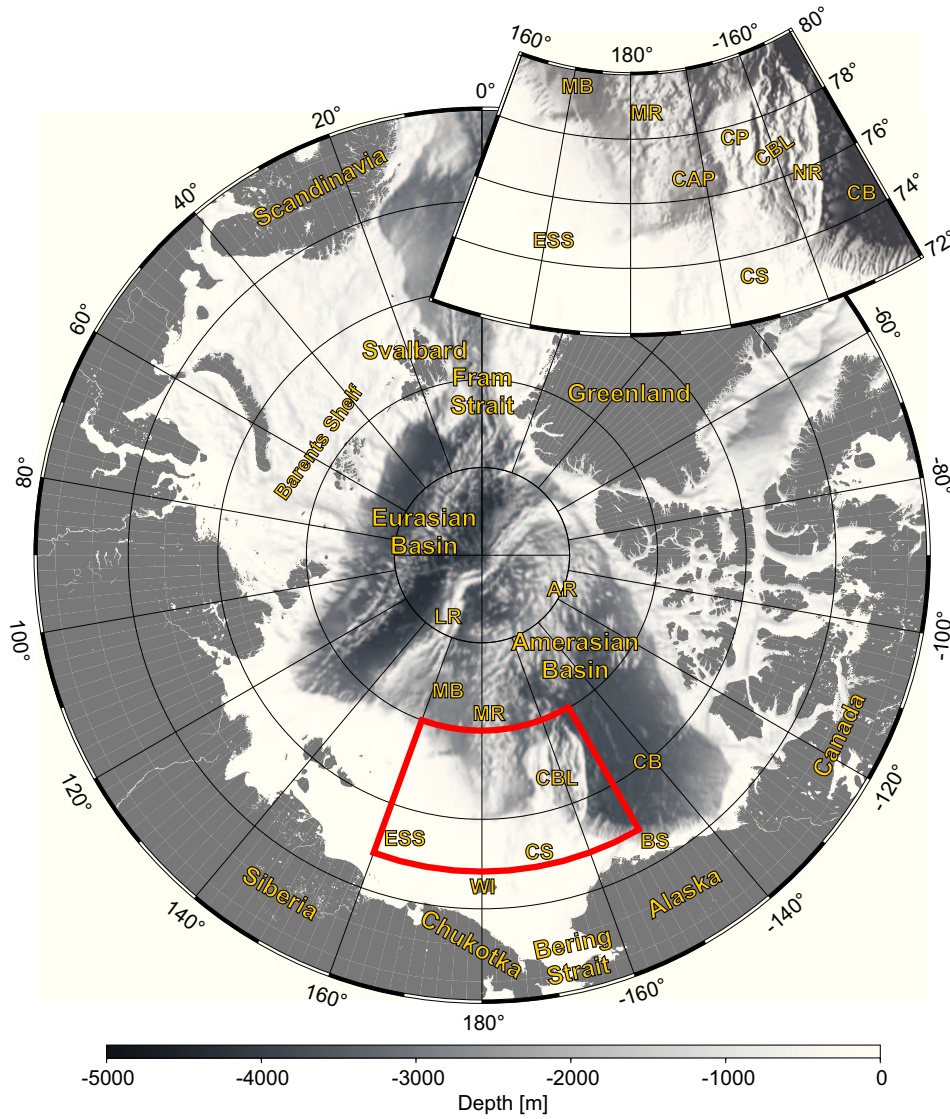 160°
180°
-160°
80°
78°
76°
74°
72°
MB
MR
CP
CBL
NR
CAP
CB
ESS
CS
0°
20°
40°
60°
80°
100°
120°
140°
160°
180°
-160°
-140°
-120°
-100°
-80°
-60°
Scandinavia
Svalbard
Fram
Strait
Greenland
Barents Shelf
Eurasian
Basin
AR
LR
Amerasian
Basin
MB
MR
CBL
CB
Canada
ESS
CS
BS
WI
Siberia
Chukotka
Bering
Strait
Alaska
-5000
-4000
-3000
-2000
-1000
0
Depth [m]